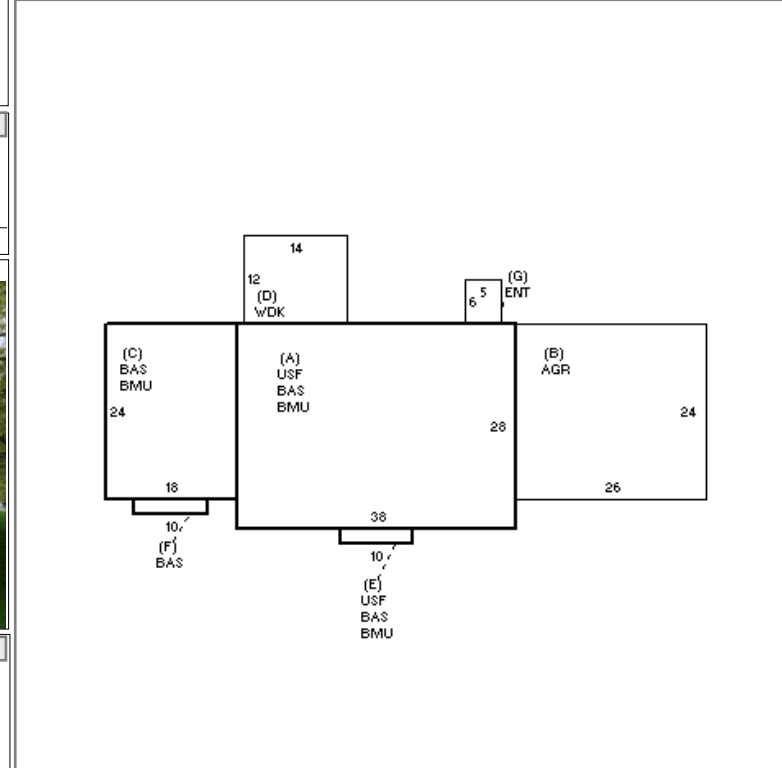 14
12
(D)
WDK
5
6
(G)
ENT
(C)
BAS
BMU
24
18
(A)
USF
BAS
BMU
28
38
(B)
AGR
24
26
10
(F)
BAS
10
(E)
USF
BAS
BMU